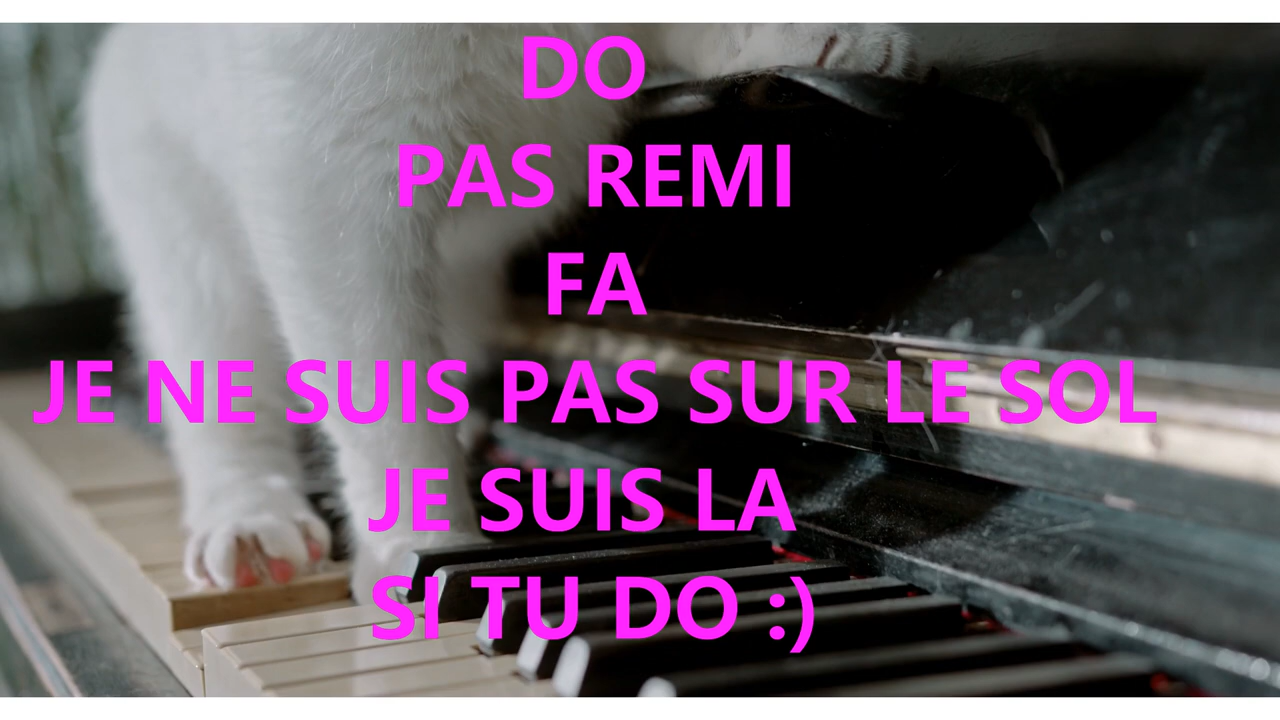 DO
PAS REMI
FA
JE NE SUIS PAS SUR LE SOL
JE SUIS LA
SI TU DO :)